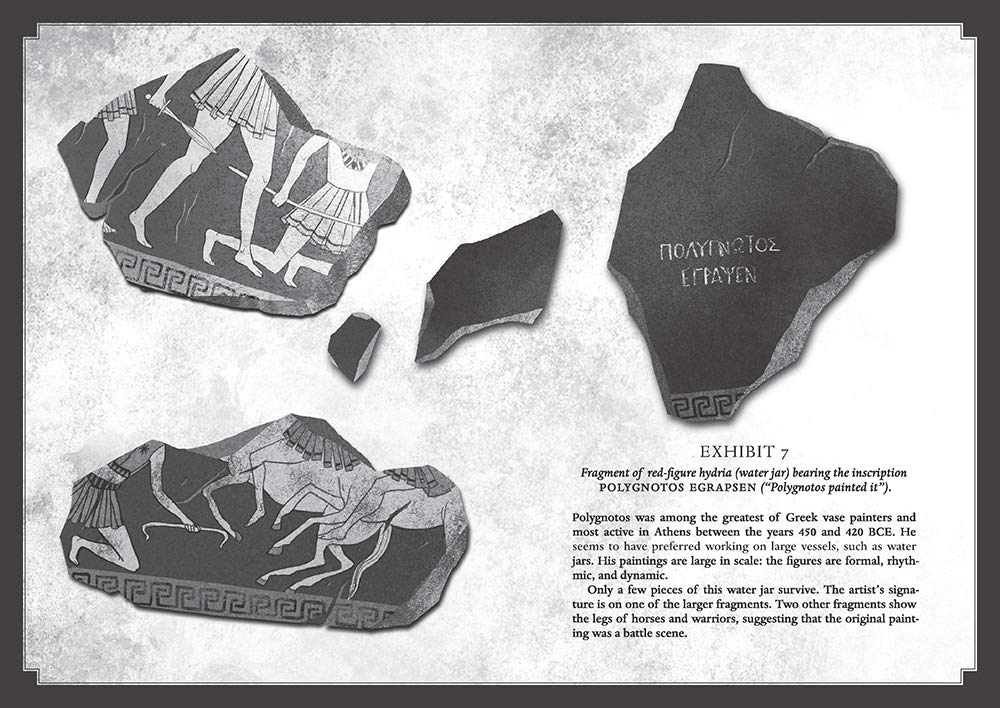 ΠΟΛΥΓΝΩΤΟΣ
ΕΓΡΑΨΕΝ
EXHIBIT 7
Fragment of red-figure hydria (water jar) bearing the inscription
POLYGNOTOS EGRAPSEN (“Polygnotos painted it”).
Polygnotos was among the greatest of Greek vase painters and
most active in Athens between the years 450 and 420 BCE. He
seems to have preferred working on large vessels, such as water
jars. His paintings are large in scale: the figures are formal, rhyth-
mic, and dynamic.
Only a few pieces of this water jar survive. The artist’s signa-
ture is on one of the larger fragments. Two other fragments show
the legs of horses and warriors, suggesting that the original paint-
ing was a battle scene.